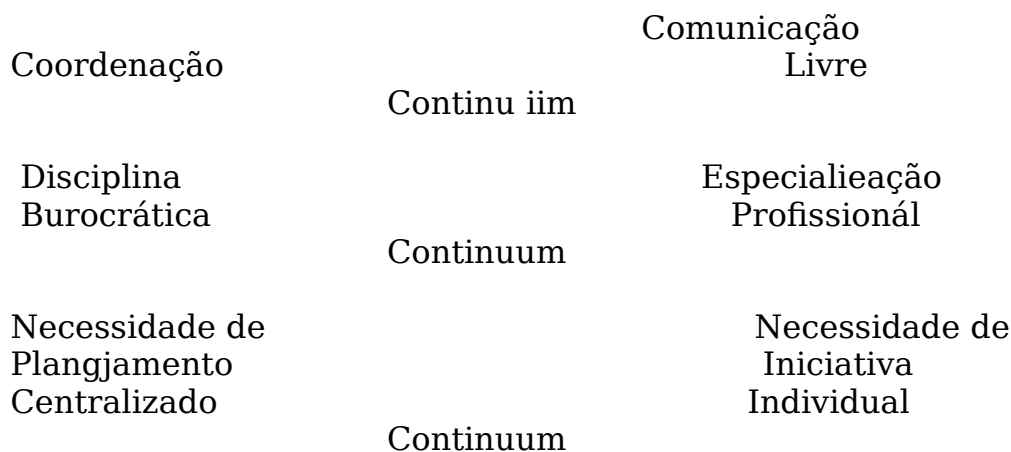 Comunicação
Coordenação Livre
Continu iim
Disciplina Especialieação
Burocrática Profissionál
Continuum
Necessidade de Necessidade de
Plangjamento Iniciativa
Centralizado Individual
Continuum